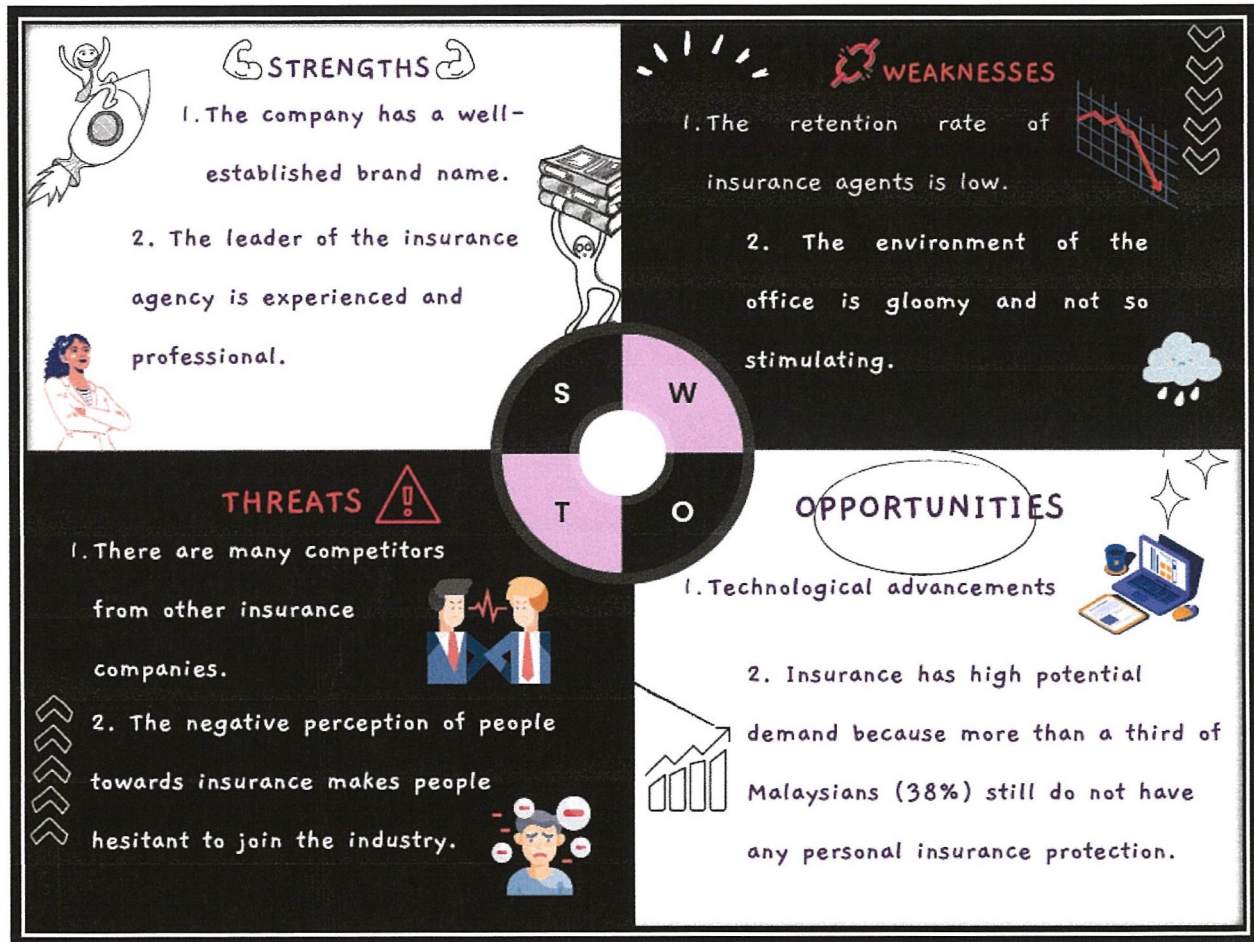 STRENGTHS
1. The company has a well-
established brand name.
2. The leader of the insurance
agency is experienced and
professional.
WEAKNESSES
1. The retention rate of
insurance agents is low.
2. The environment of the
office is gloomy and not so
stimulating.
S
W
T
O
THREATS
!
1. There are many competitors
from other insurance
companies.
2. The negative perception of people
towards insurance makes people
hesitant to join the industry.
OPPORTUNITIES
1. Technological advancements
2. Insurance has high potential
demand because more than a third of
Malaysians (38%) still do not have
any personal insurance protection.